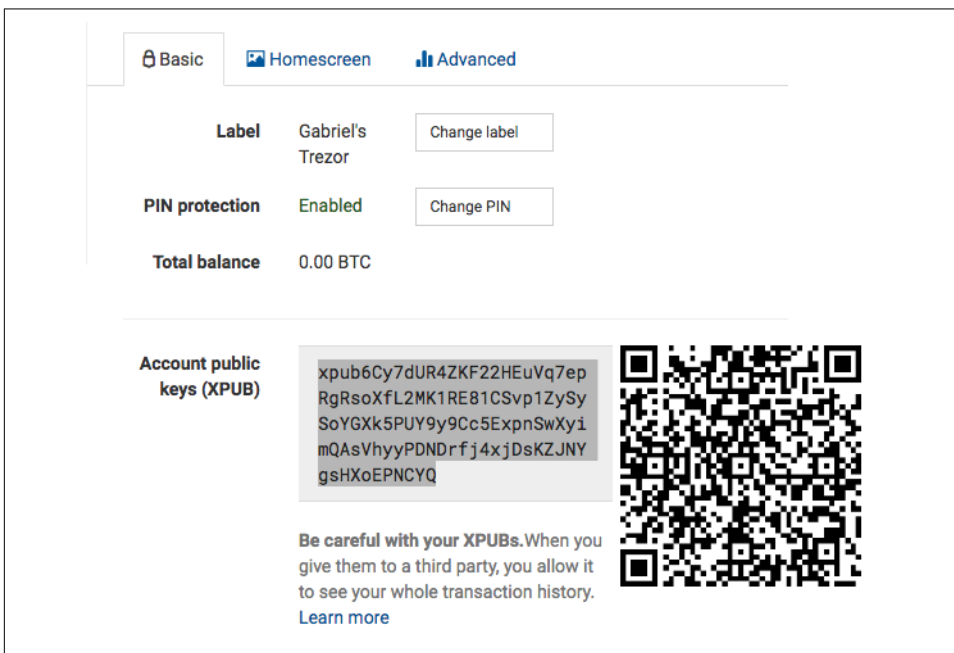 Basic Homescreen Advanced
Label Gabriel's Change label
Trezor
PIN protection Enabled Change PIN
Total balance 0.00 BTC
Account public
keys (XPUB)
xpub6Cy7dUR4ZKF22HEuVq7ep
RgRsoXfL2MK1RE81CSvp1ZySy
SoYGXk5PUY9y9Cc5ExpnSwXyi
mQAsVhyyPDNDrfj4xjDsKZJNY
gsHXoEPNCYQ
Be careful with your XPUBs.When you
give them to a third party, you allow it
to see your whole transaction history.
Learn more